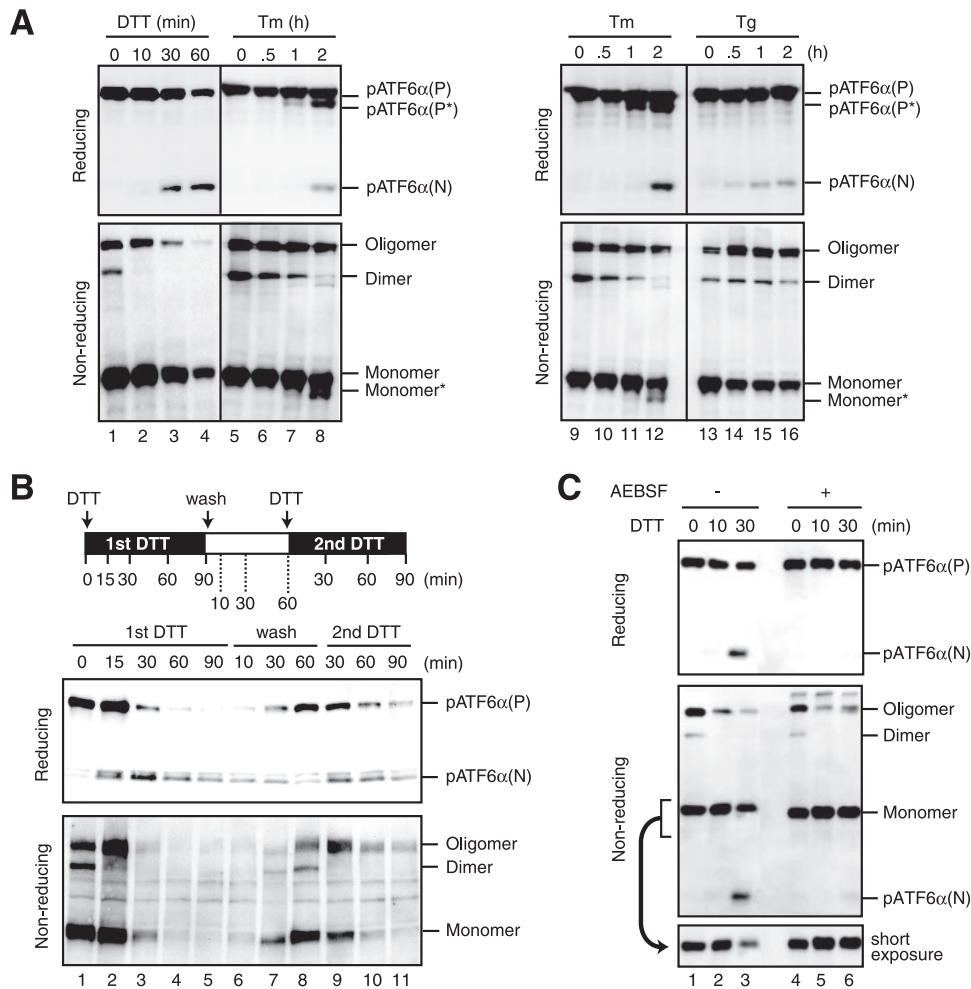 A
DTT (min) Tm (h)
0 10 30 60 0 .5 1 2
Reducing
pATF6α(P)
pATF6α(P*)
pATF6α(N)
Non-reducing
Oligomer
Dimer
Monomer
Monomer*
1 2 3 4 5 6 7 8
Tm Tg
0 .5 1 2 0 .5 1 2 (h)
Reducing
pATF6α(P)
pATF6α(P*)
pATF6α(N)
Non-reducing
Oligomer
Dimer
Monomer
Monomer*
9 10 11 12 13 14 15 16
B
DTT wash DTT
1st DTT 2nd DTT
0 15 30 60 90 30 60 90 (min)
10 30 60
1st DTT wash 2nd DTT
0 15 30 60 90 10 30 60 30 60 90 (min)
Reducing
pATF6α(P)
pATF6α(N)
Non-reducing
Oligomer
Dimer
Monomer
1 2 3 4 5 6 7 8 9 10 11
C
AEBSF - +
DTT 0 10 30 0 10 30 (min)
Reducing
pATF6α(P)
pATF6α(N)
Non-reducing
Oligomer
Dimer
Monomer
pATF6α(N)
short
exposure
1 2 3 4 5 6